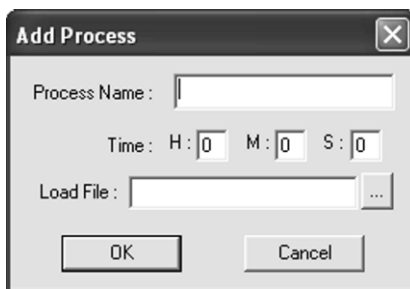 Add Process
Process Name :
Time : H : 0 M : 0 S : 0
Load File : ...
OK Cancel